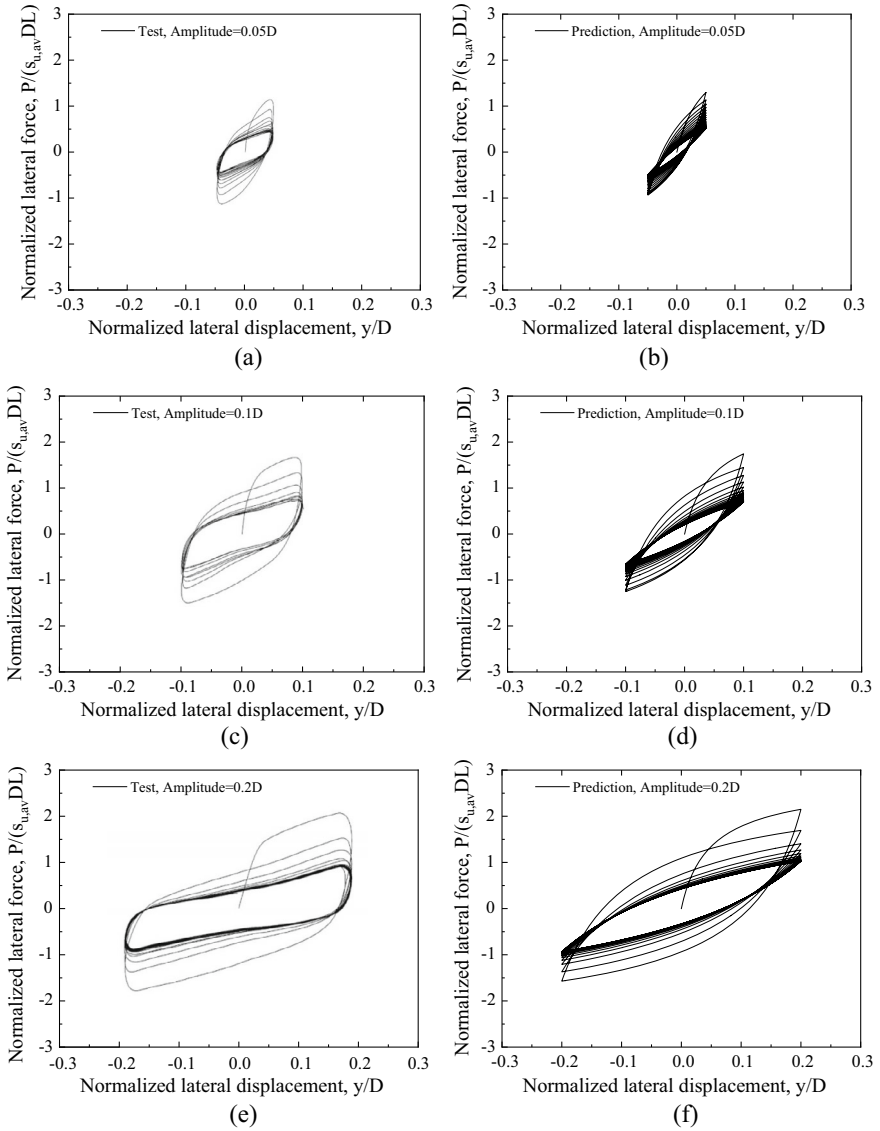 Test, Amplitude=0.05D
Normalized lateral force, P/(su,avDL)
3
2
1
0
-1
-2
-3
-0.3 -0.2 -0.1 0.0 0.1 0.2 0.3
Normalized lateral displacement, y/D
(a)
Prediction, Amplitude=0.05D
Normalized lateral force, P/(su,avDL)
3
2
1
0
-1
-2
-3
-0.3 -0.2 -0.1 0.0 0.1 0.2 0.3
Normalized lateral displacement, y/D
(b)
Test, Amplitude=0.1D
Normalized lateral force, P/(su,avDL)
3
2
1
0
-1
-2
-3
-0.3 -0.2 -0.1 0.0 0.1 0.2 0.3
Normalized lateral displacement, y/D
(c)
Prediction, Amplitude=0.1D
Normalized lateral force, P/(su,avDL)
3
2
1
0
-1
-2
-3
-0.3 -0.2 -0.1 0.0 0.1 0.2 0.3
Normalized lateral displacement, y/D
(d)
Test, Amplitude=0.2D
Normalized lateral force, P/(su,avDL)
3
2
1
0
-1
-2
-3
-0.3 -0.2 -0.1 0.0 0.1 0.2 0.3
Normalized lateral displacement, y/D
(e)
Prediction, Amplitude=0.2D
Normalized lateral force, P/(su,avDL)
3
2
1
0
-1
-2
-3
-0.3 -0.2 -0.1 0.0 0.1 0.2 0.3
Normalized lateral displacement, y/D
(f)